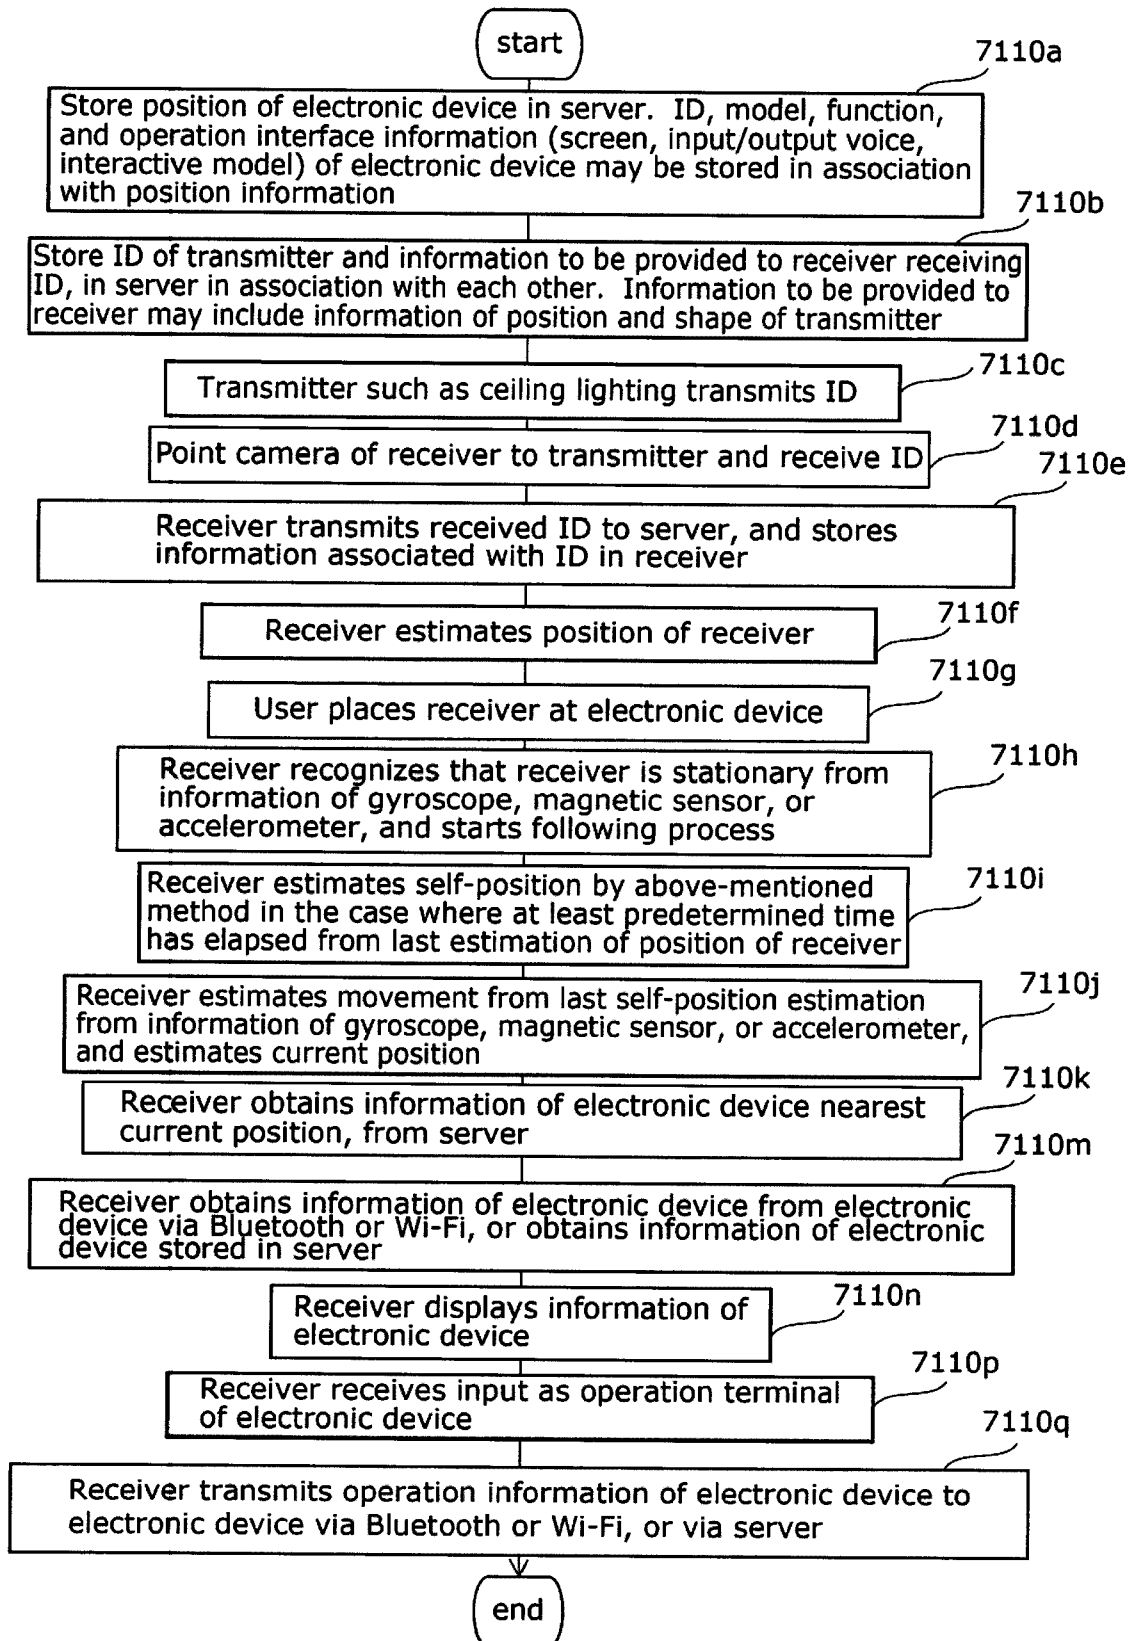 start
7110a
Store position of electronic device in server. ID, model, function,
and operation interface information (screen, input/output voice,
interactive model) of electronic device may be stored in association
with position information
7110b
Store ID of transmitter and information to be provided to receiver receiving
ID, in server in association with each other. Information to be provided to
receiver may include information of position and shape of transmitter
7110c
Transmitter such as ceiling lighting transmits ID
7110d
Point camera of receiver to transmitter and receive ID
7110e
Receiver transmits received ID to server, and stores
information associated with ID in receiver
7110f
Receiver estimates position of receiver
7110g
User places receiver at electronic device
7110h
Receiver recognizes that receiver is stationary from
information of gyroscope, magnetic sensor, or
accelerometer, and starts following process
7110i
Receiver estimates self-position by above-mentioned
method in the case where at least predetermined time
has elapsed from last estimation of position of receiver
7110j
Receiver estimates movement from last self-position estimation
from information of gyroscope, magnetic sensor, or accelerometer,
and estimates current position
7110k
Receiver obtains information of electronic device nearest
current position, from server
7110m
Receiver obtains information of electronic device from electronic
device via Bluetooth or Wi-Fi, or obtains information of electronic
device stored in server
7110n
Receiver displays information of
electronic device
7110p
Receiver receives input as operation terminal
of electronic device
7110q
Receiver transmits operation information of electronic device to
electronic device via Bluetooth or Wi-Fi, or via server
end